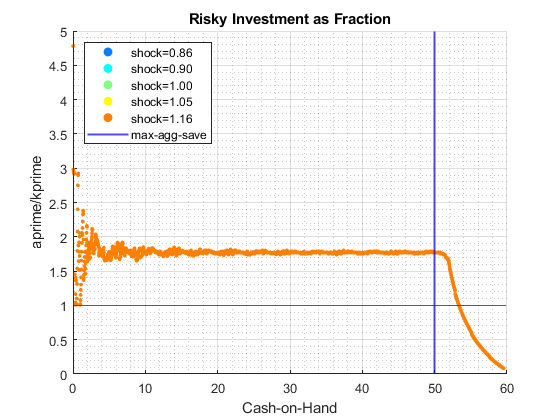 Risky Investment as Fraction
5
4.5
4
3.5
3
2.5
2
1.5
1
0.5
0
aprime/kprime
shock=0.86
shock=0.90
shock=1.00
shock=1.05
shock=1.16
max-agg-save
0 10 20 30 40 50 60
Cash-on-Hand